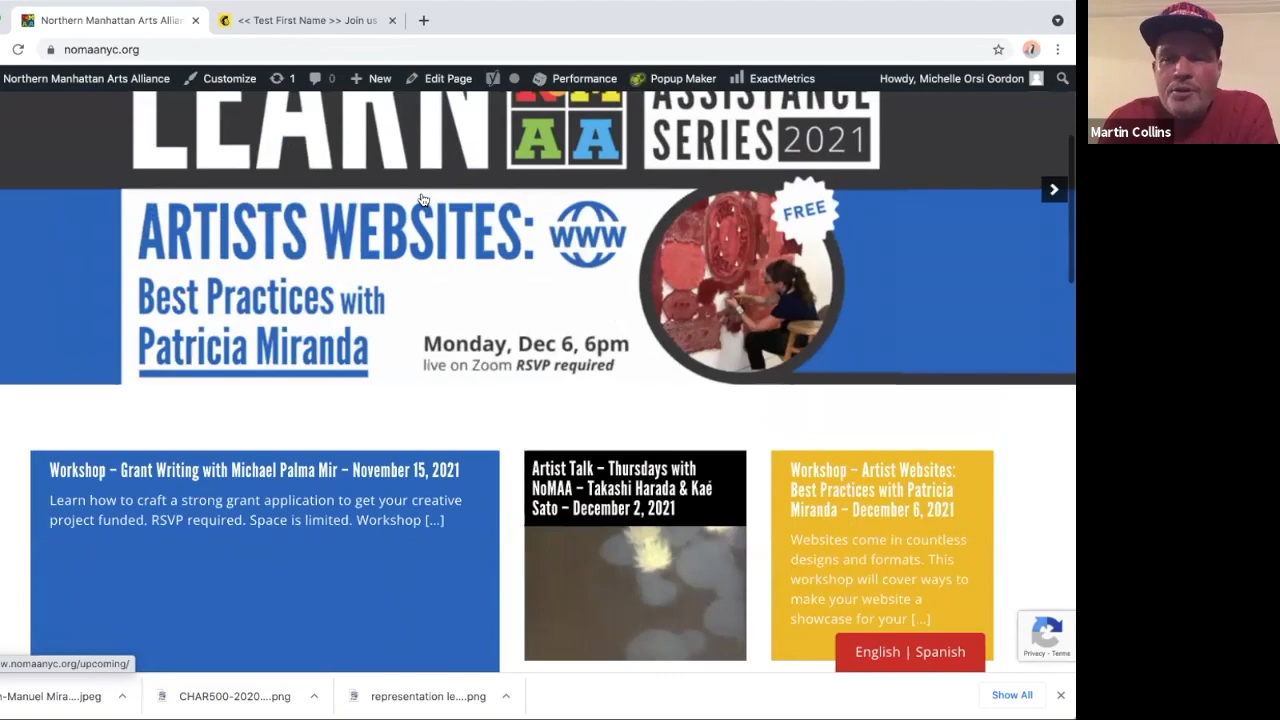 Northern Manhattan Arts Allian
<< Test First Name >> Join us
nomaanyc.org
Martin Collins
Northern Manhattan Arts Alliance
Customize
1
0
New
Edit Page
Performance
Popup Maker
ExactMetrics
Howdy, Michelle Orsi Gordon
LEARN
AA
ASSISTANCE
SERIES 2021
FREE
ARTISTS WEBSITES:
WWW
Best Practices with
Patricia Miranda
Monday, Dec 6, 6pm
live on Zoom RSVP required
Workshop – Grant Writing with Michael Palma Mir – November 15, 2021
Learn how to craft a strong grant application to get your creative
project funded. RSVP required. Space is limited. Workshop [...]
Artist Talk – Thursdays with
NoMAA – Takashi Harada & Kaé
Sato – December 2, 2021
Workshop – Artist Websites:
Best Practices with Patricia
Miranda – December 6, 2021
Websites come in countless
designs and formats. This
workshop will cover ways to
make your website a
showcase for your [...]
English | Spanish
Privacy - Terms
w.nomaanyc.org/upcoming/
n-Manuel Mira....jpeg
CHAR500-2020....png
representation le....png
Show All